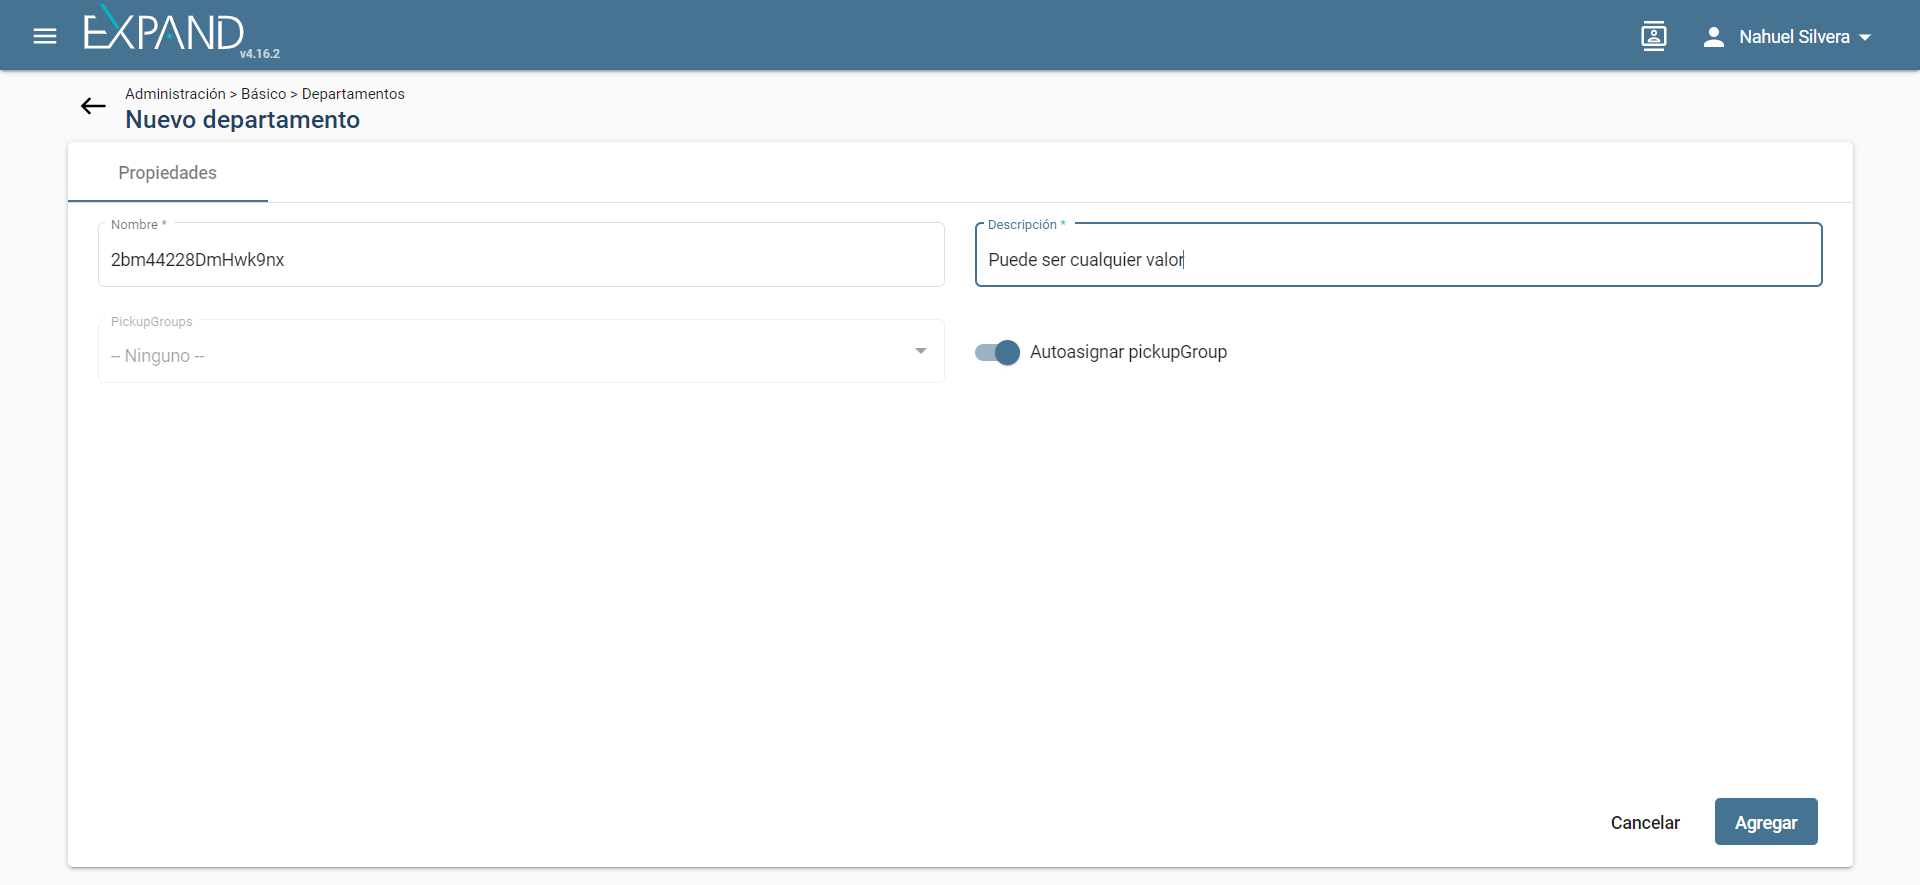 EXPAND
v4.16.2
Nahuel Silvera
Administración > Básico > Departamentos
Nuevo departamento
Propiedades
Nombre *
2bm44228DmHwk9nx
Descripción *
Puede ser cualquier valor
PickupGroups
-- Ninguno --
Autoasignar pickupGroup
Cancelar
Agregar